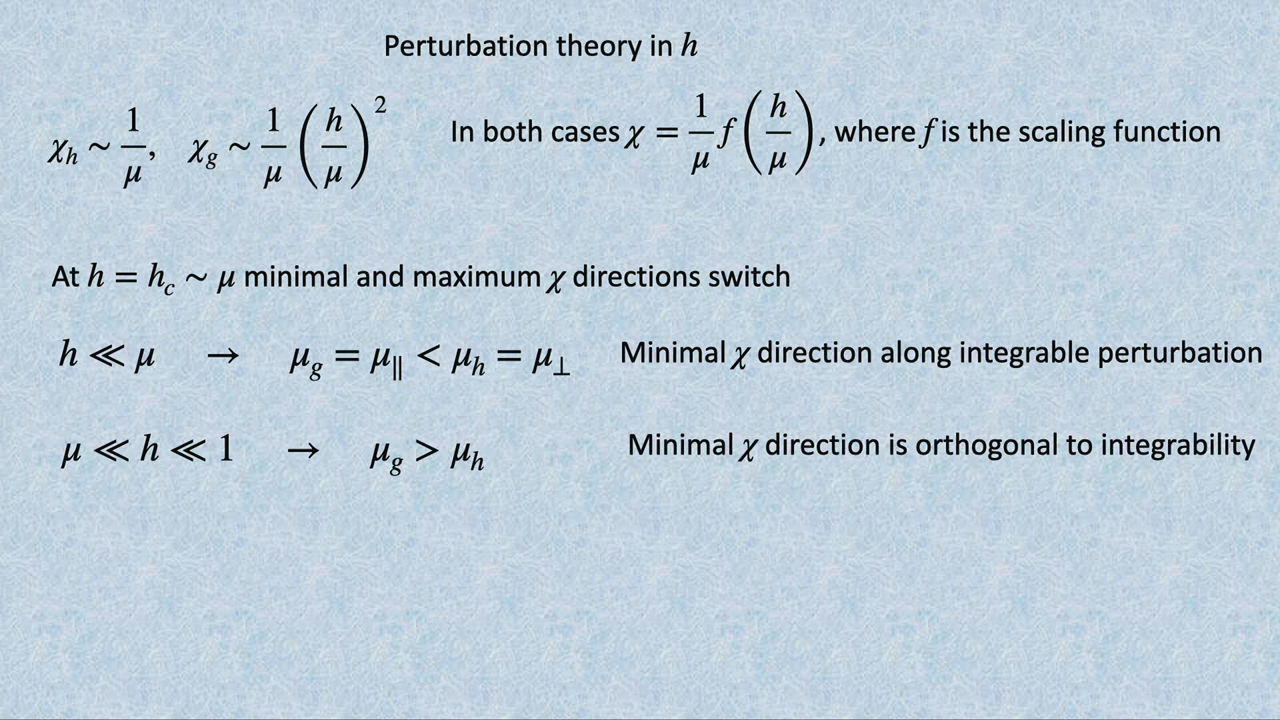 Perturbation theory in h
χ_h ~ 1/μ, χ_g ~ 1/μ (h/μ)^2 In both cases χ = 1/μ f(h/μ), where f is the scaling function
At h = h_c ~ μ minimal and maximum χ directions switch
h ≪ μ → μ_g = μ_∥ < μ_h = μ_⊥ Minimal χ direction along integrable perturbation
μ ≪ h ≪ 1 → μ_g > μ_h Minimal χ direction is orthogonal to integrability